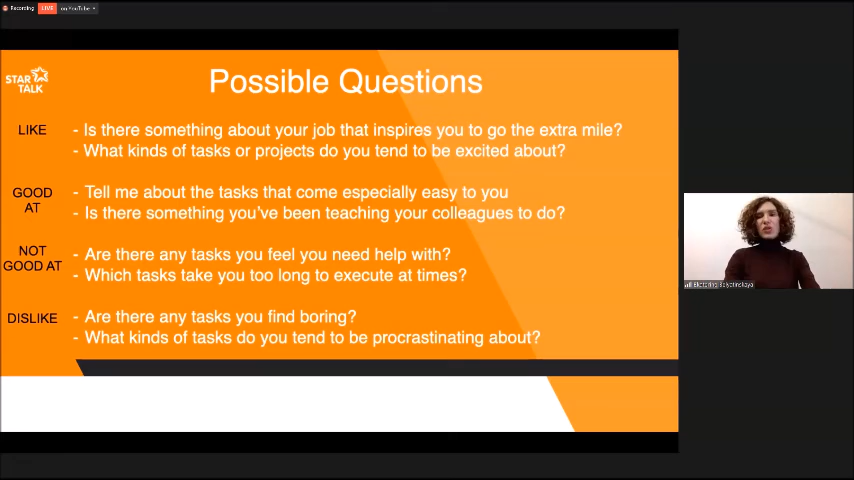 Recording
LIVE
on YouTube
STAR
TALK
Possible Questions
LIKE
- Is there something about your job that inspires you to go the extra mile?
- What kinds of tasks or projects do you tend to be excited about?
GOOD
AT
- Tell me about the tasks that come especially easy to you
- Is there something you've been teaching your colleagues to do?
NOT
GOOD AT
- Are there any tasks you feel you need help with?
- Which tasks take you too long to execute at times?
DISLIKE
- Are there any tasks you find boring?
- What kinds of tasks do you tend to be procrastinating about?